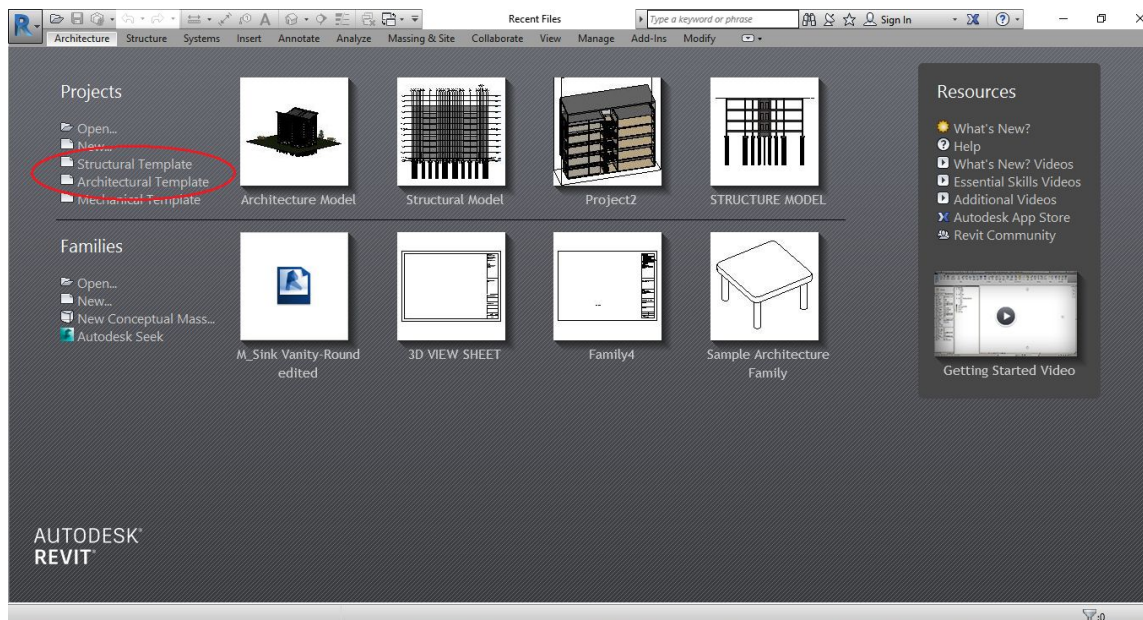 Recent Files
Type a keyword or phrase
Sign In
Architecture Structure Systems Insert Annotate Analyze Massing & Site Collaborate View Manage Add-Ins Modify
Projects
Open...
New...
Structural Template
Architectural Template
Mechanical Template
Architecture Model
Structural Model
Project2
STRUCTURE MODEL
Families
Open...
New...
New Conceptual Mass...
Autodesk Seek
M_Sink Vanity-Round
edited
3D VIEW SHEET
Family4
Sample Architecture
Family
Resources
What's New?
Help
What's New? Videos
Essential Skills Videos
Additional Videos
Autodesk App Store
Revit Community
Getting Started Video
AUTODESK®
REVIT®
:0